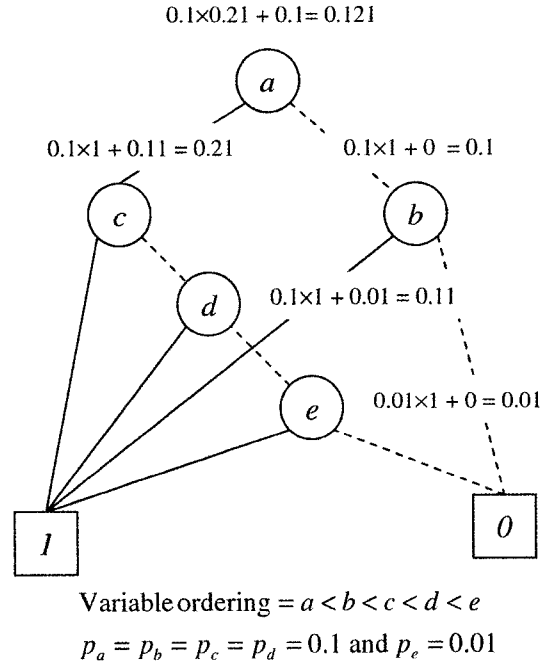 0.1×0.21 + 0.1= 0.121
a
0.1×1 + 0.11 = 0.21
0.1×1 + 0 = 0.1
c
b
d
0.1×1 + 0.01 = 0.11
e
0.01×1 + 0 = 0.01
1
0
Variable ordering = a < b < c < d < e
pₐ = p_b = p_c = p_d = 0.1 and pₑ = 0.01